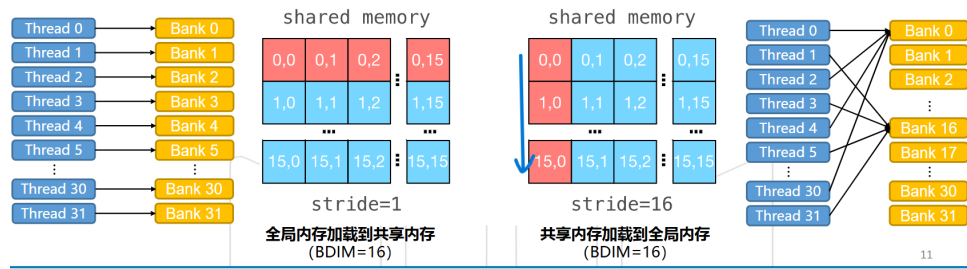 shared memory
shared memory
Thread 0
Bank 0
Thread 1
Bank 1
Thread 2
Bank 2
Thread 3
Bank 3
Thread 4
Bank 4
Thread 5
Bank 5
⋮
⋮
Thread 30
Bank 30
Thread 31
Bank 31
0,0 0,1 0,2 ⋮ 0,15
1,0 1,1 1,2 1,15
...
...
15,0 15,1 15,2 ⋮ 15,15
stride=1
全局内存加载到共享内存
(BDIM=16)
0,0 0,1 0,2 ⋮ 0,15
1,0 1,1 1,2 1,15
...
...
15,0 15,1 15,2 ⋮ 15,15
stride=16
共享内存加载到全局内存
(BDIM=16)
Thread 0
Bank 0
Thread 1
Bank 1
Thread 2
Bank 2
Thread 3
⋮
Thread 4
Bank 16
Thread 5
Bank 17
⋮
⋮
Thread 30
Bank 30
Thread 31
Bank 31
11